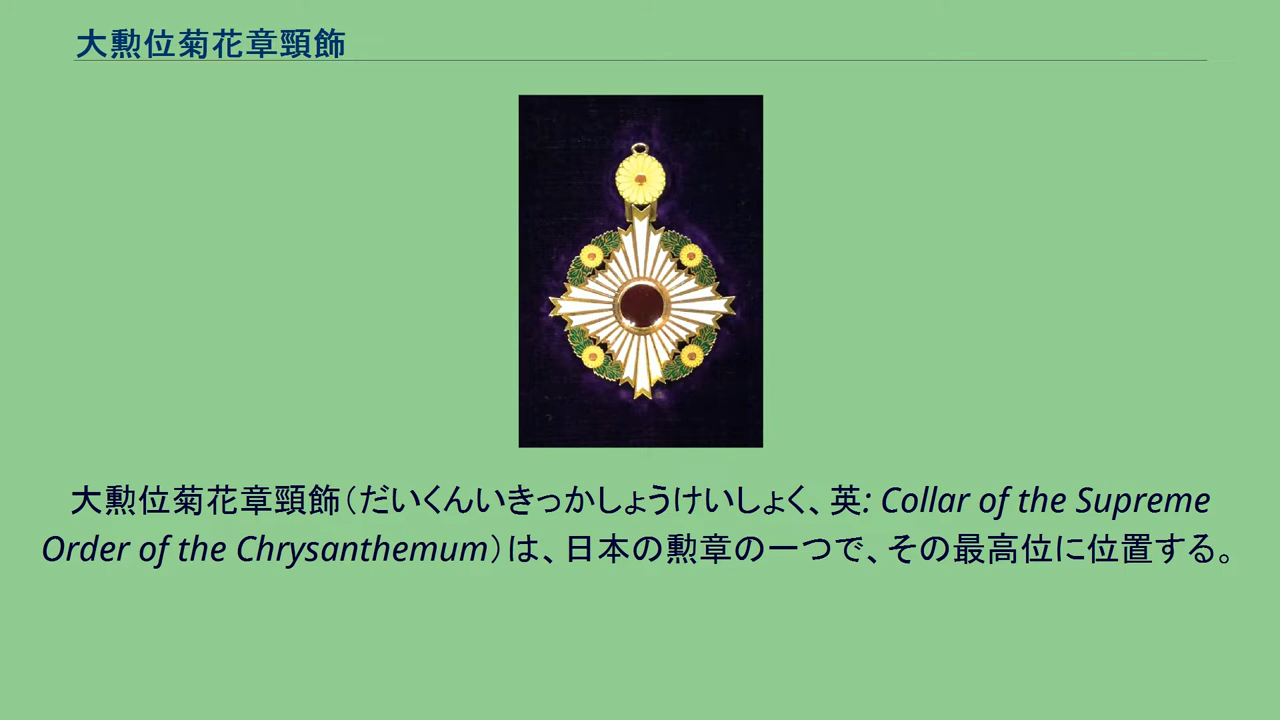 大勲位菊花章頸飾
大勲位菊花章頸飾（だいくんいきっかしょうけいしょく、英: Collar of the Supreme
Order of the Chrysanthemum）は、日本の勲章の一つで、その最高位に位置する。